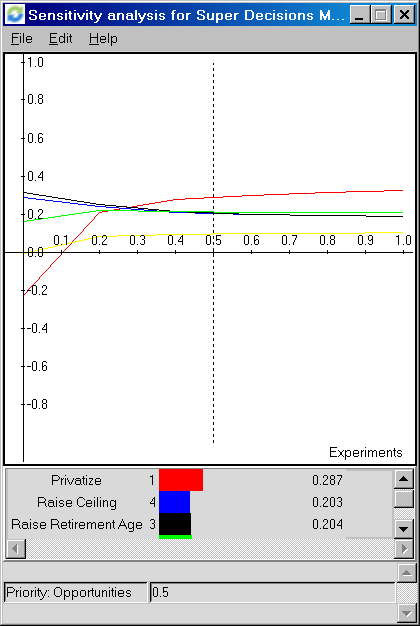 Sensitivity analysis for Super Decisions M...
File Edit Help
1.0
0.8
0.6
0.4
0.2
0.0
0.1 0.2 0.3 0.4 0.5 0.6 0.7 0.8 0.9 1.0
-0.2
-0.4
-0.6
-0.8
Experiments
Privatize 1 0.287
Raise Ceiling 4 0.203
Raise Retirement Age 3 0.204
Priority: Opportunities 0.5